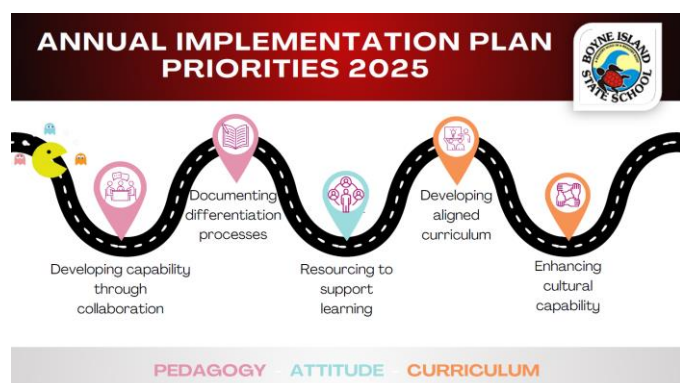 ANNUAL IMPLEMENTATION PLAN
PRIORITIES 2025
BOYNE ISLAND
STATE SCHOOL
Developing capability
through
collaboration
Documenting
differentiation
processes
Resourcing to
support
learning
Developing
aligned
curriculum
Enhancing
cultural
capability
PEDAGOGY - ATTITUDE - CURRICULUM